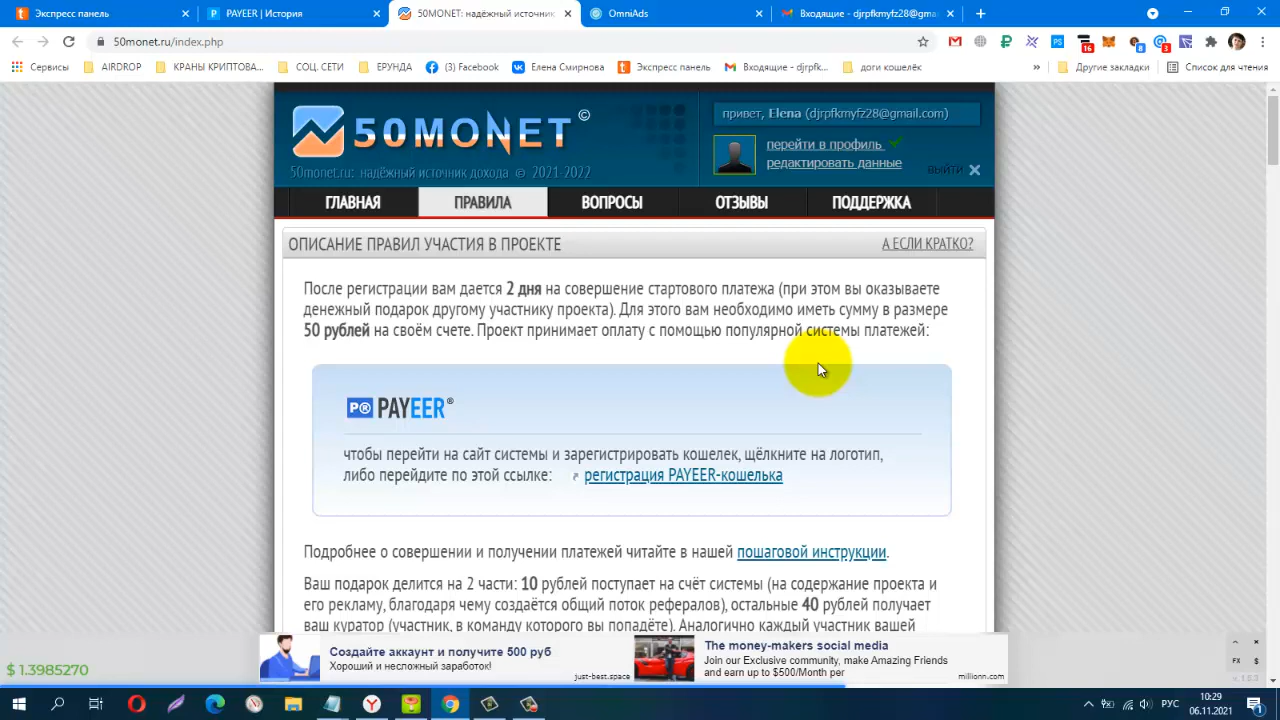 Экспресс панель
PAYEER | История
50MONET: надёжный источник
OmniAds
Входящие - djrpfkmyfz28@gma
50monet.ru/index.php
Сервисы
AIRDROP
КРАНЫ КРИПТОВА...
СОЦ. СЕТИ
ЕРУНДА
(3) Facebook
Елена Смирнова
Экспресс панель
Входящие - djrpfk...
доги кошелёк
»
Другие закладки
Список для чтения
50MONET ©
50monet.ru: надёжный источник дохода © 2021-2022
привет, Elena (djrpfkmyfz28@gmail.com)
перейти в профиль
редактировать данные
выйти
ГЛАВНАЯ
ПРАВИЛА
ВОПРОСЫ
ОТЗЫВЫ
ПОДДЕРЖКА
ОПИСАНИЕ ПРАВИЛ УЧАСТИЯ В ПРОЕКТЕ
А ЕСЛИ КРАТКО?
После регистрации вам дается 2 дня на совершение стартового платежа (при этом вы оказываете
денежный подарок другому участнику проекта). Для этого вам необходимо иметь сумму в размере
50 рублей на своём счете. Проект принимает оплату с помощью популярной системы платежей:
PAYEER®
чтобы перейти на сайт системы и зарегистрировать кошелек, щёлкните на логотип,
либо перейдите по этой ссылке: регистрация PAYEER-кошелька
Подробнее о совершении и получении платежей читайте в нашей пошаговой инструкции.
Ваш подарок делится на 2 части: 10 рублей поступает на счёт системы (на содержание проекта и
его рекламу, благодаря чему создаётся общий поток рефералов), остальные 40 рублей получает
ваш куратор (участник, в команду которого вы попадёте). Аналогично каждый участник вашей
Создайте аккаунт и получите 500 руб
Хороший и несложный заработок!
just-best.space
The money-makers social media
Join our Exclusive community, make Amazing Friends
and earn up to $500/Month per
millionn.com
FX $
v.1.5.3
$ 1.3985270
РУС
10:29
06.11.2021